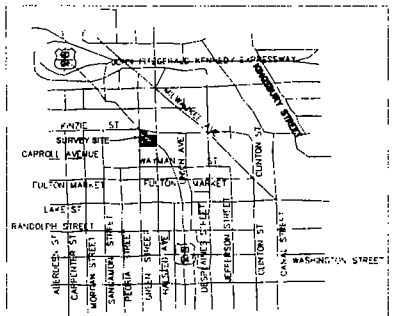 JOHN FITZGERALD KENNEDY EXPRESSWAY
KINGSBURY STREET
MILWAUKEE AVE
KINZIE ST
SURVEY SITE
CARROLL AVENUE
WAYMAN ST
UNION AVE
CLINTON ST
FULTON MARKET FULTON MARKET
LAKE ST
RANDOLPH STREET
WASHINGTON STREET
ABERDEEN ST
CARPENTER ST
MORGAN STREET
SANGAMON STREET
PEORIA STREET
GREEN STREET
HALSTED AVE
DESPLAINES STREET
JEFFERSON STREET
CLINTON ST
CANAL STREET